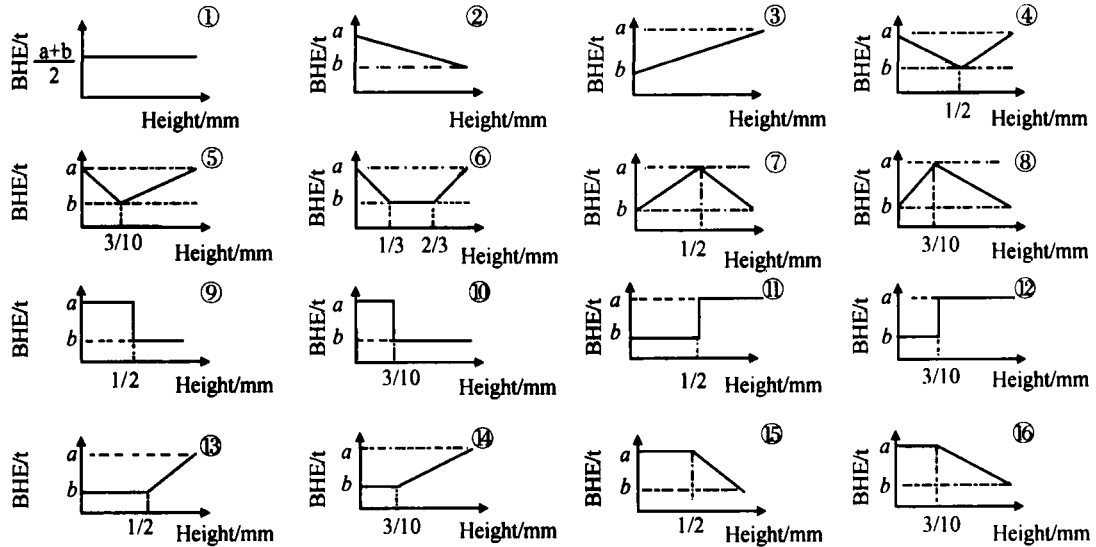 ① BHE/t a+b/2 Height/mm
② BHE/t a b Height/mm
③ BHE/t a b Height/mm
④ BHE/t a b 1/2 Height/mm
⑤ BHE/t a b 3/10 Height/mm
⑥ BHE/t a b 1/3 2/3 Height/mm
⑦ BHE/t a b 1/2 Height/mm
⑧ BHE/t a b 3/10 Height/mm
⑨ BHE/t a b 1/2 Height/mm
⑩ BHE/t a b 3/10 Height/mm
⑪ BHE/t a b 1/2 Height/mm
⑫ BHE/t a b 3/10 Height/mm
⑬ BHE/t a b 1/2 Height/mm
⑭ BHE/t a b 3/10 Height/mm
⑮ BHE/t a b 1/2 Height/mm
⑯ BHE/t a b 3/10 Height/mm